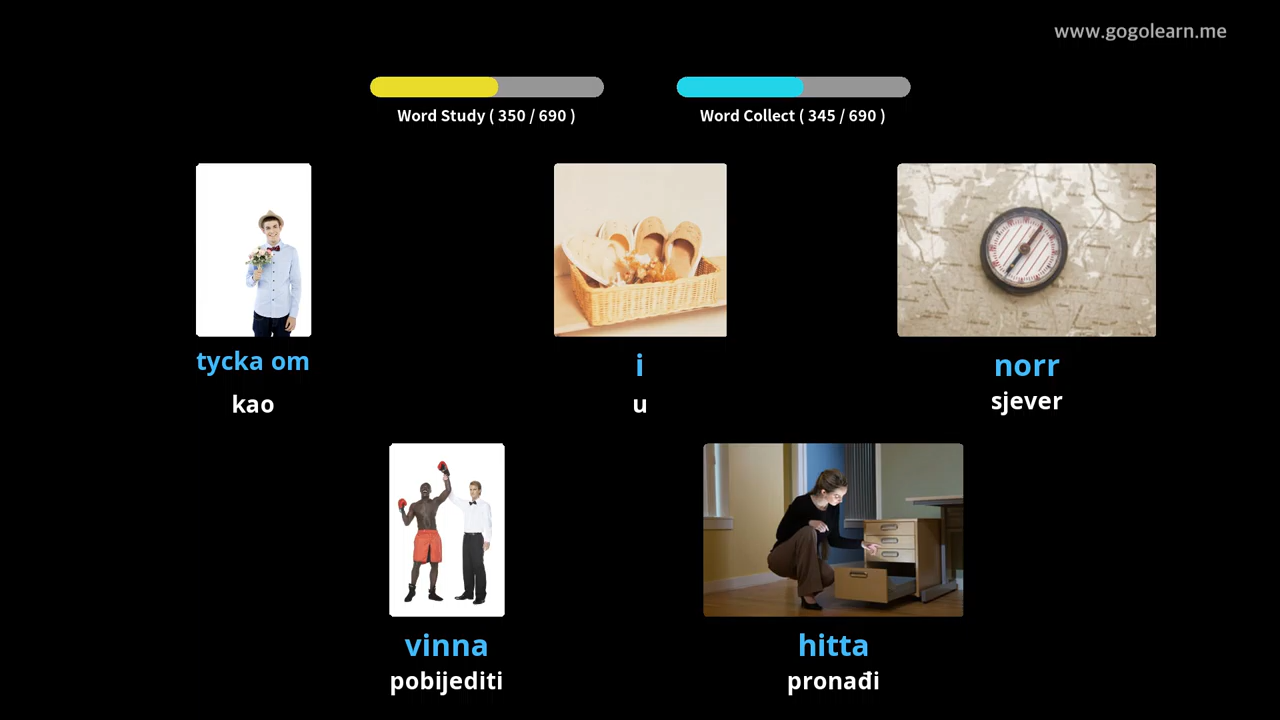 www.gogolearn.me
Word Study ( 350 / 690 )
Word Collect ( 345 / 690 )
tycka om
kao
i
u
norr
sjever
vinna
pobijediti
hitta
pronađi